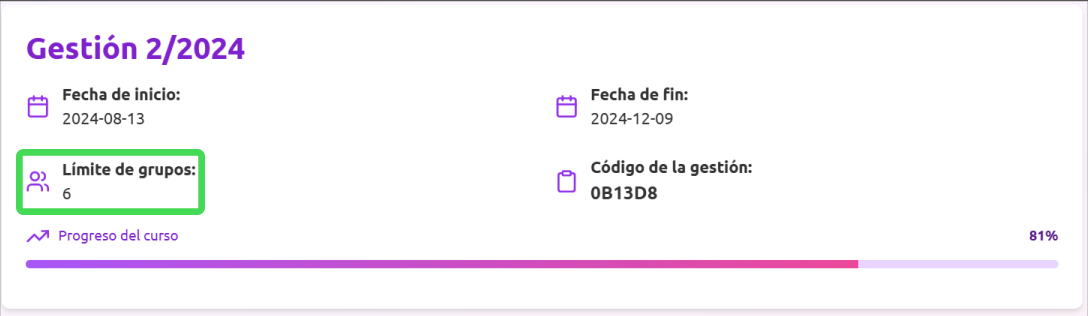 Gestión 2/2024
Fecha de inicio:
2024-08-13
Fecha de fin:
2024-12-09
Límite de grupos:
6
Código de la gestión:
0B13D8
Progreso del curso
81%